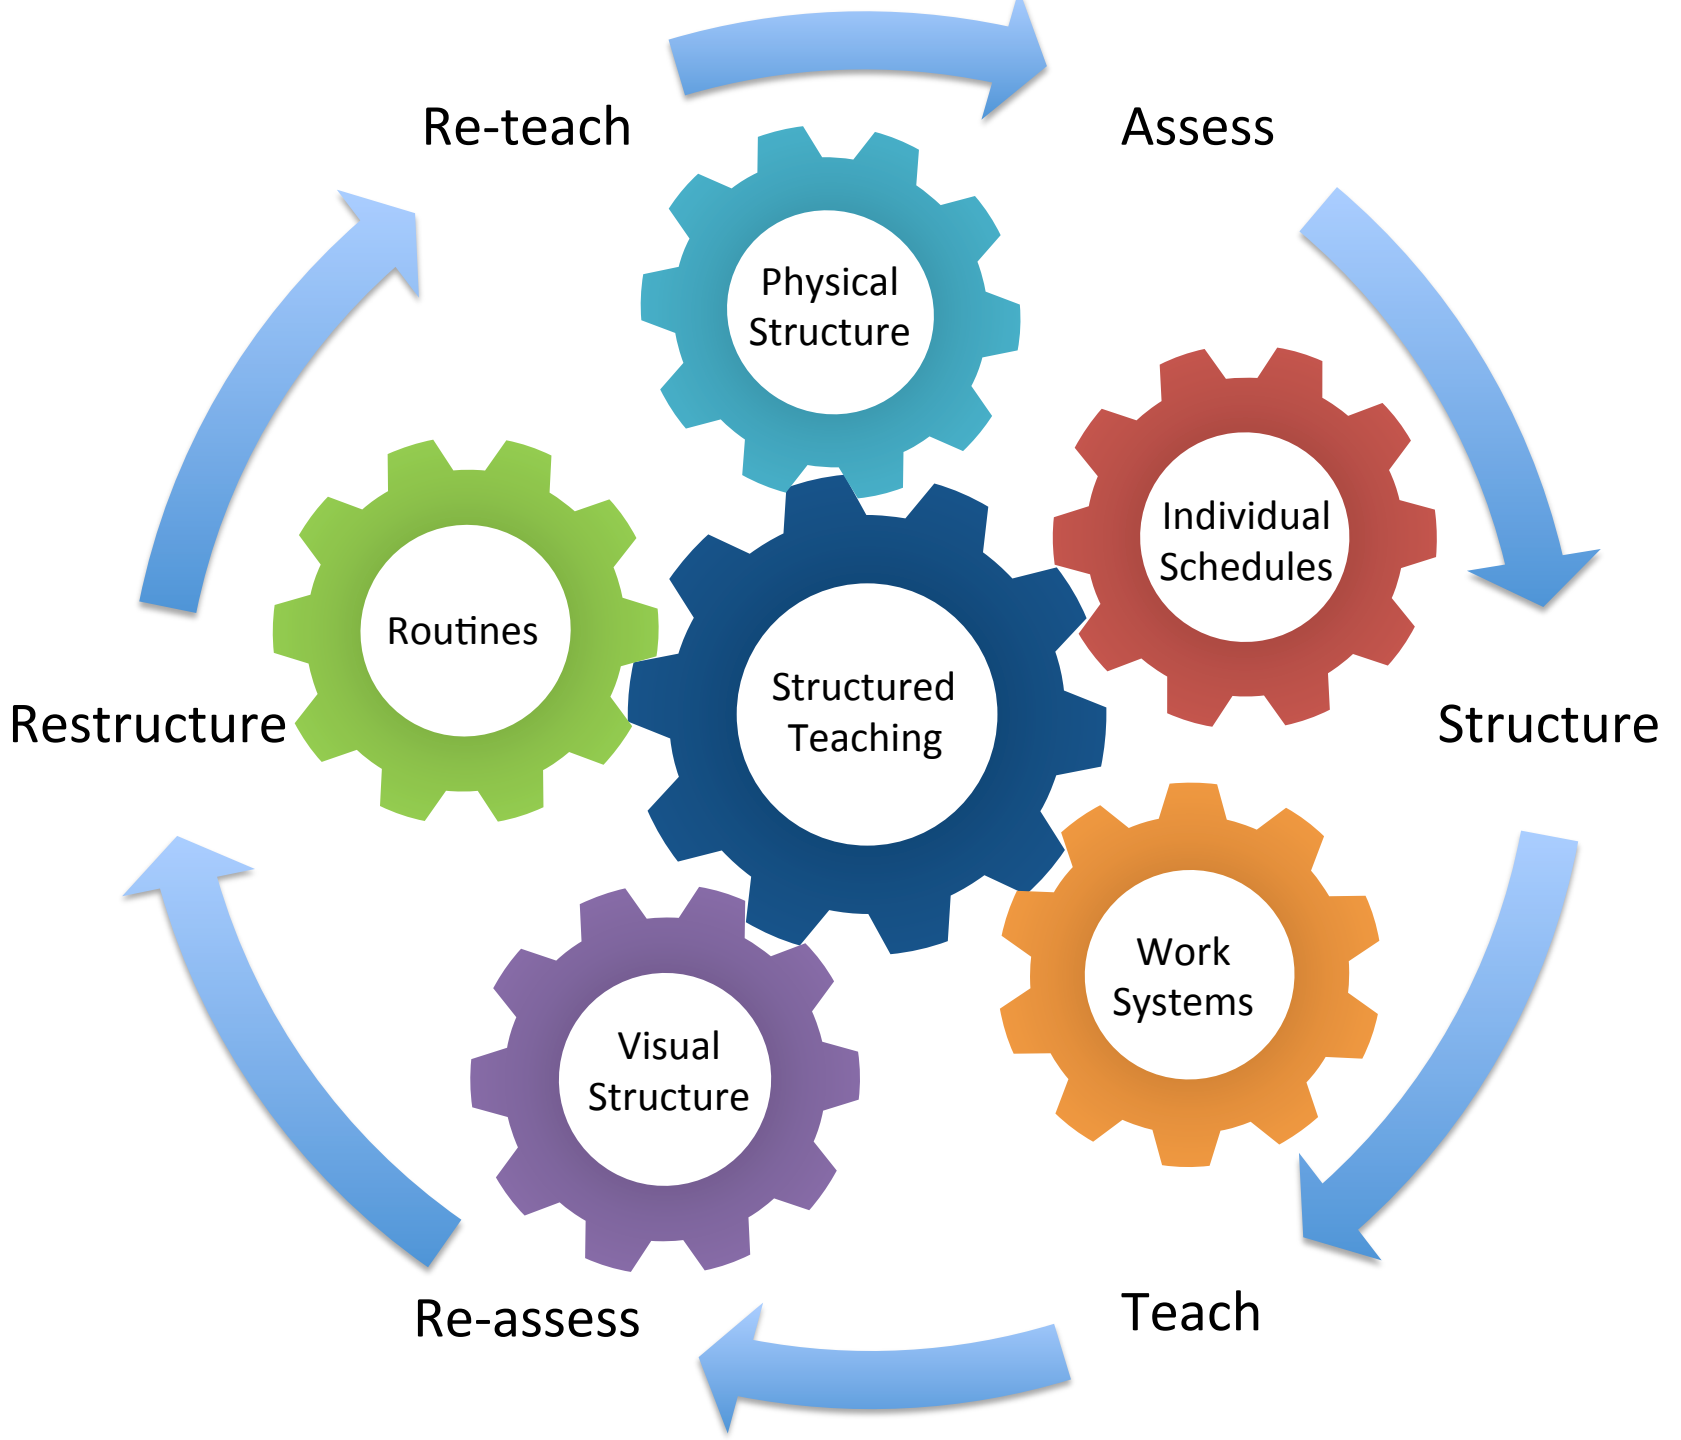 Re-teach
Assess
Physical
Structure
Individual
Schedules
Routines
Structured
Teaching
Restructure
Structure
Work
Systems
Visual
Structure
Re-assess
Teach